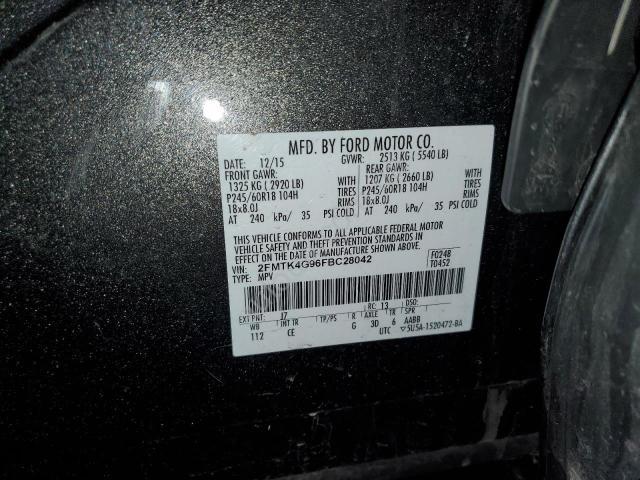 MFD. BY FORD MOTOR CO.
DATE: 12/15 GVWR: 2513 KG ( 5540 LB)
FRONT GAWR: REAR GAWR:
1325 KG ( 2920 LB) 1207 KG ( 2660 LB)
P245/60R18 104H TIRES P245/60R18 104H TIRES
18x8.0J RIMS 18x8.0J RIMS
AT 240 kPa/ 35 PSI COLD AT 240 kPa/ 35 PSI COLD
THIS VEHICLE CONFORMS TO ALL APPLICABLE FEDERAL MOTOR
VEHICLE SAFETY AND THEFT PREVENTION STANDARDS IN
EFFECT ON THE DATE OF MANUFACTURE SHOWN ABOVE.
VIN: 2FMTK4G96FBC28042 F0248
TYPE: MPV T0452
EXT PNT: J7 RC: 13 DSO:
WB INT TR TP/PS R AXLE TR SPR
112 CE G 3D 6 AABB
UTC ▽5U5A-1520472-BA